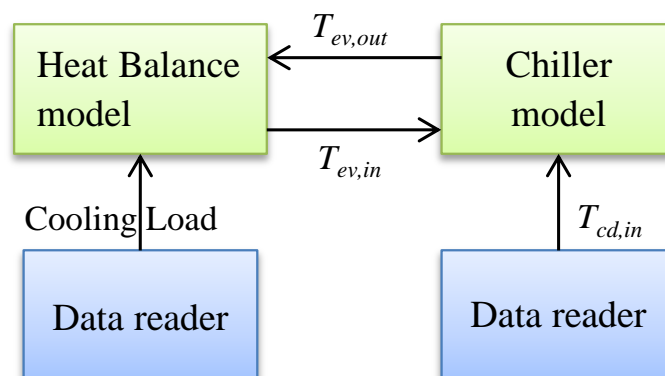 T_ev,out
Heat Balance
model
Chiller
model
T_ev,in
Cooling Load
T_cd,in
Data reader
Data reader